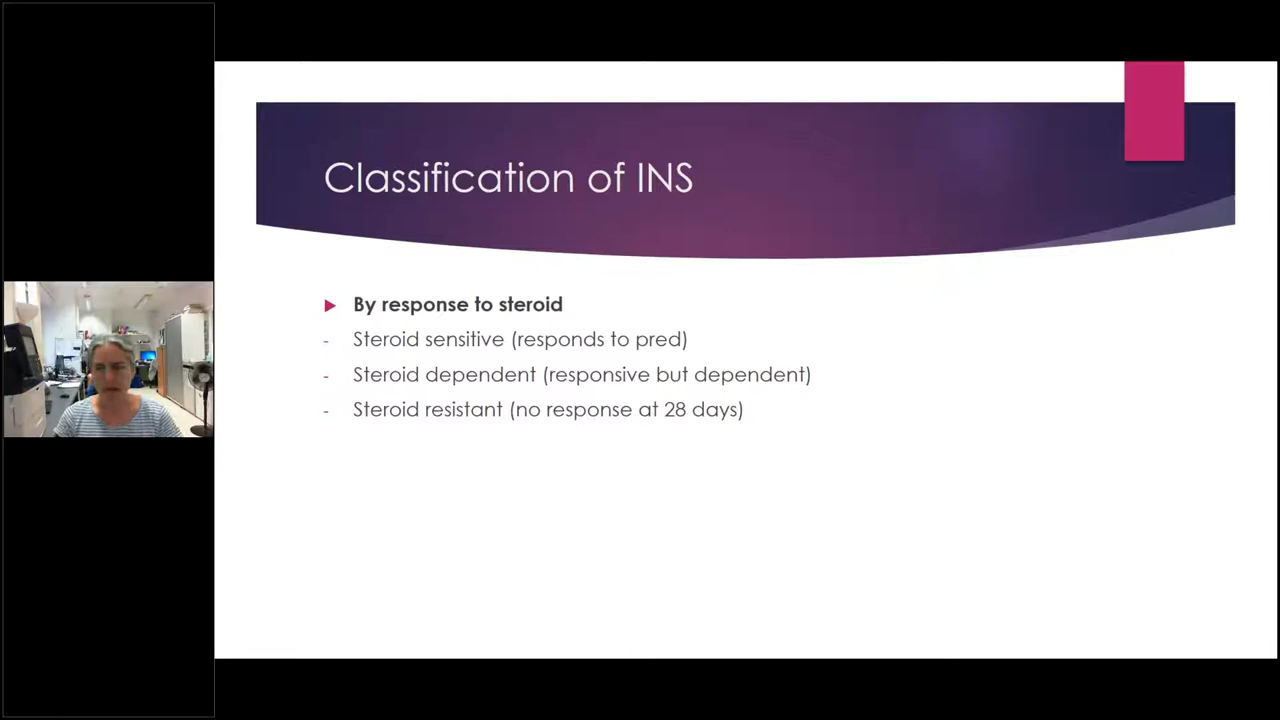 Classification of INS
By response to steroid
- Steroid sensitive (responds to pred)
- Steroid dependent (responsive but dependent)
- Steroid resistant (no response at 28 days)